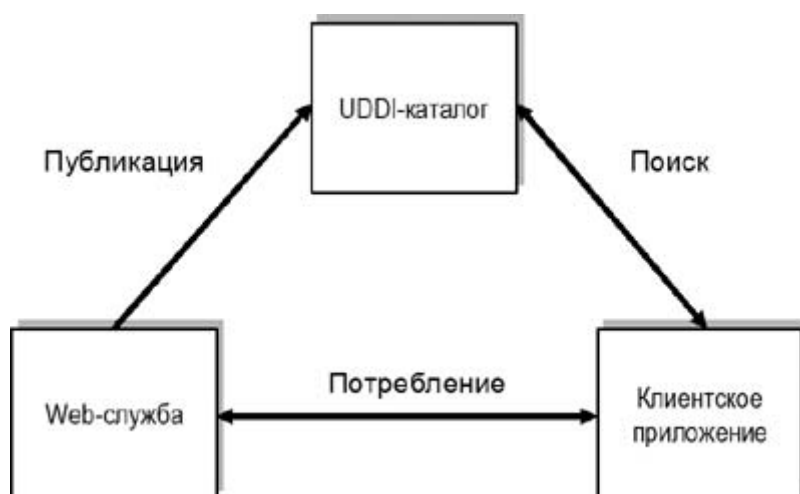 UDDI-каталог
Публикация
Поиск
Потребление
Web-служба
Клиентское
приложение